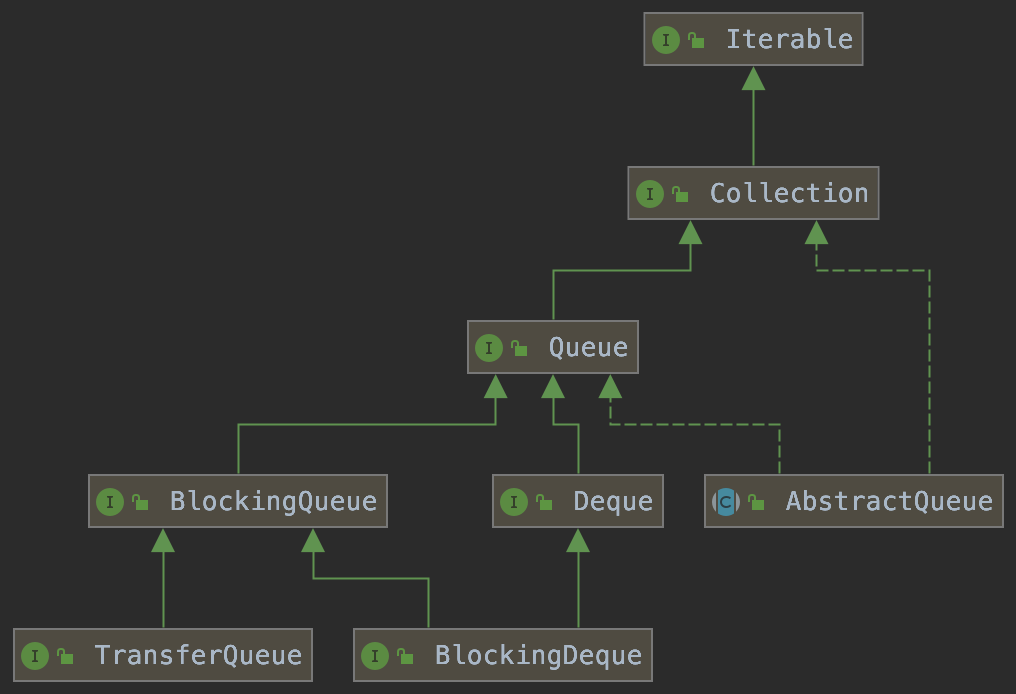 I Iterable
I Collection
I Queue
I BlockingQueue
I Deque
C AbstractQueue
I TransferQueue
I BlockingDeque